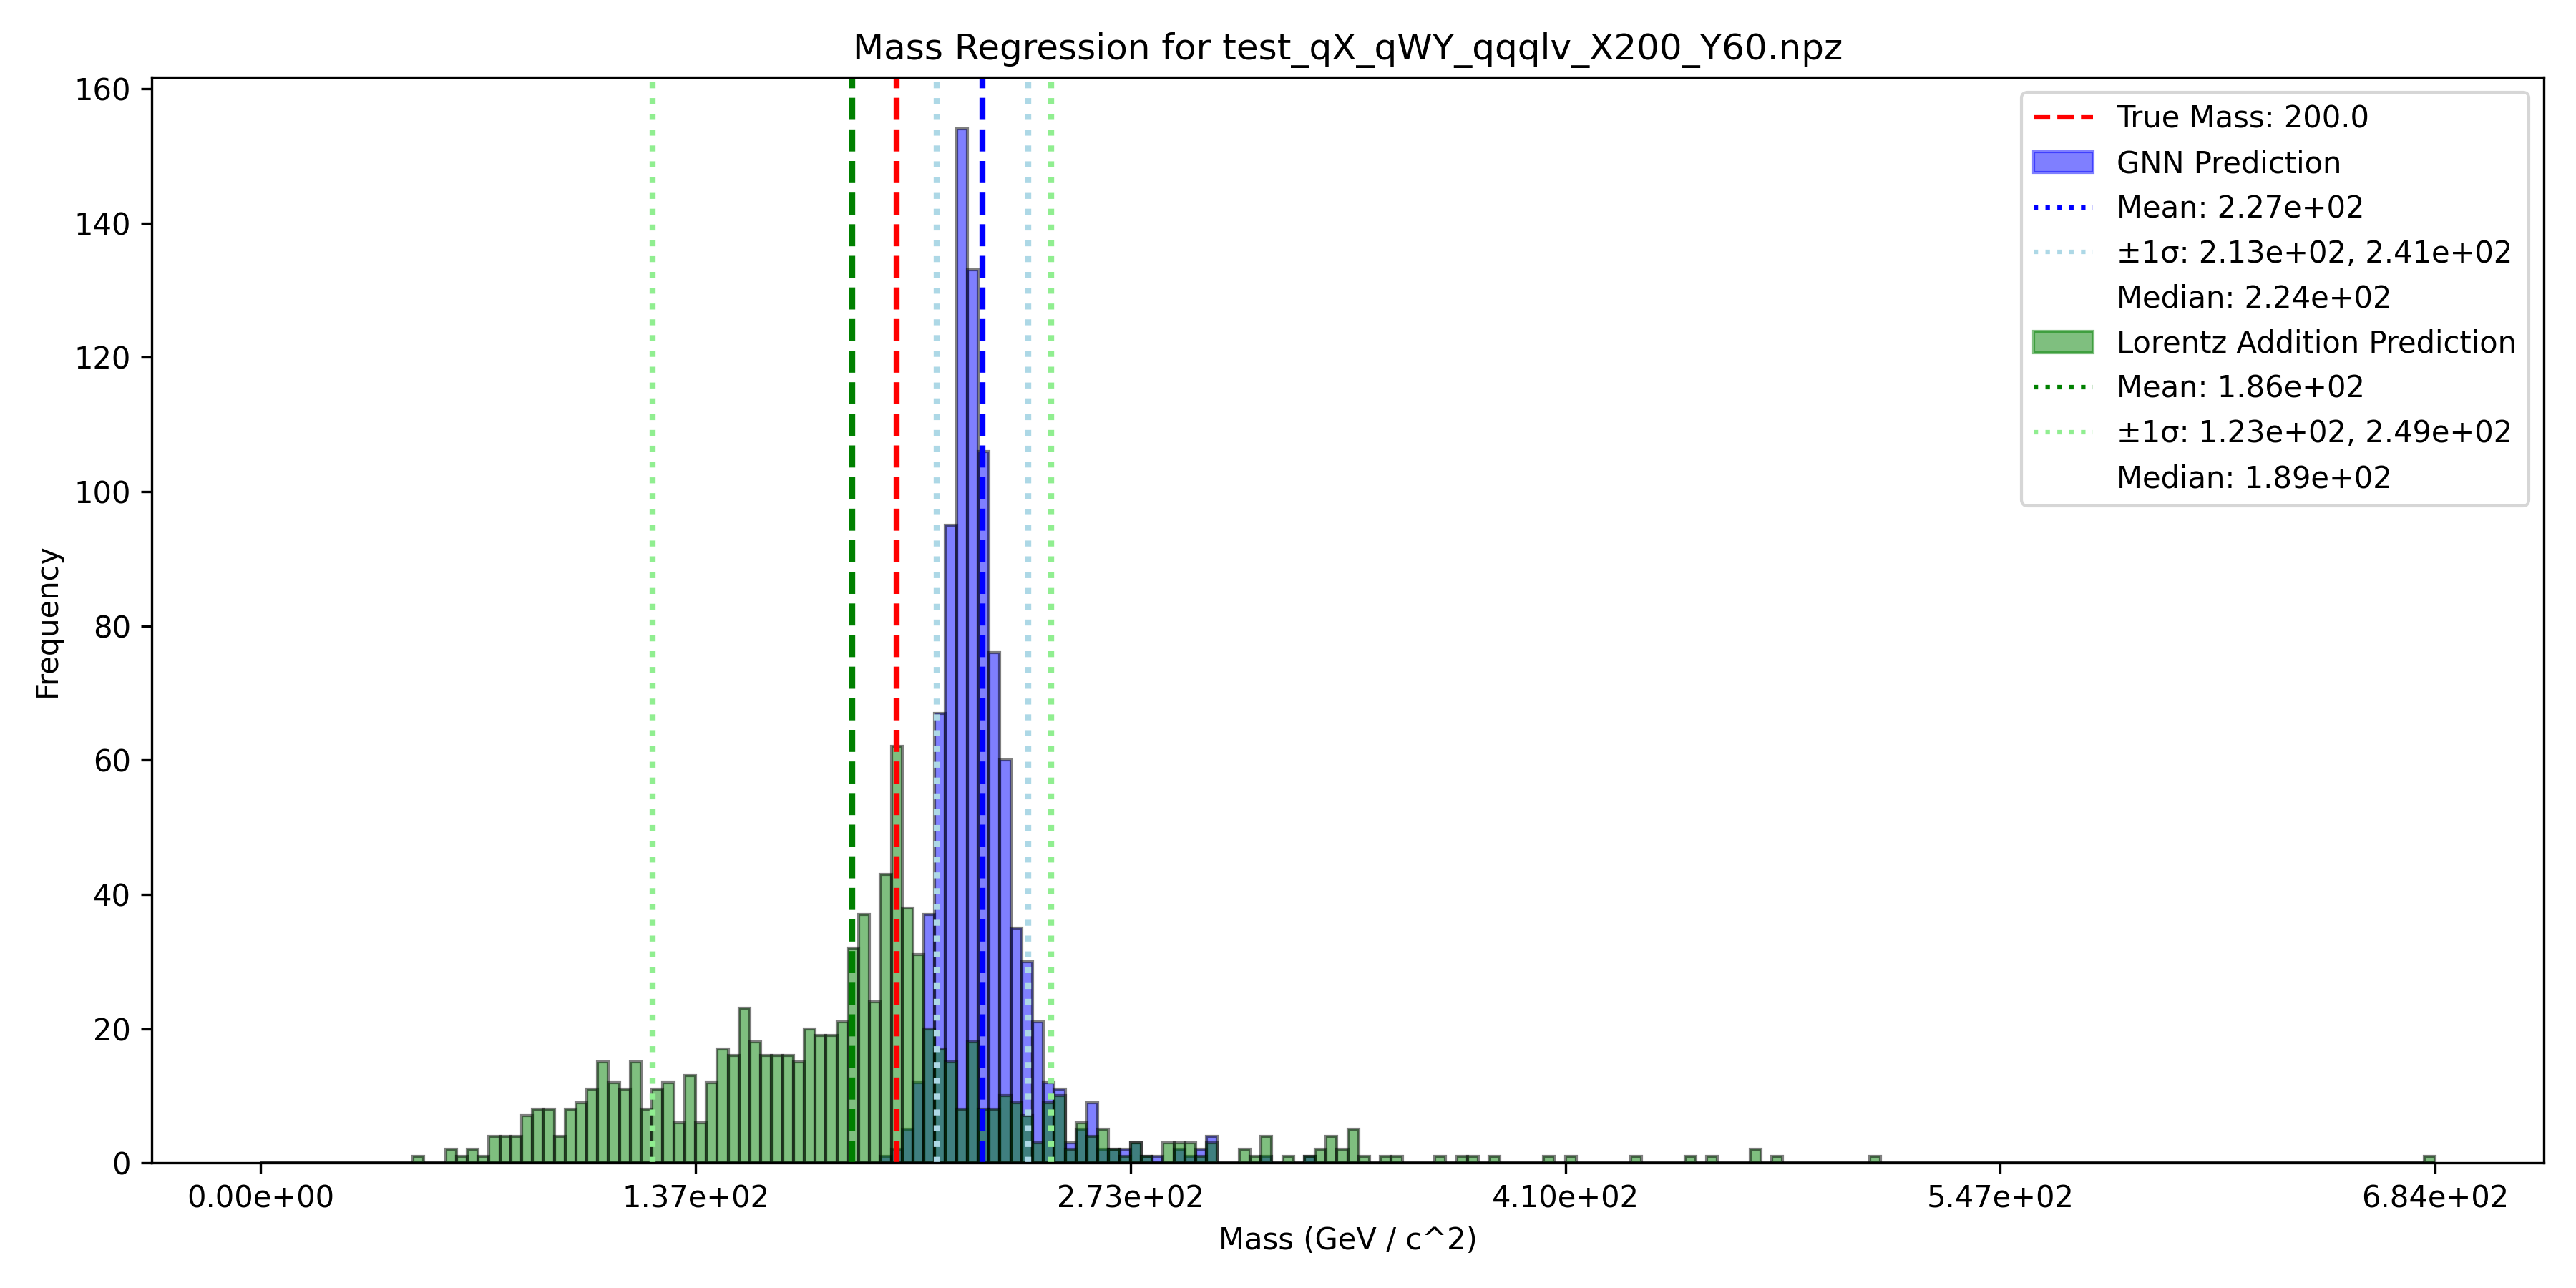 Mass Regression for test_qX_qWY_qqqlv_X200_Y60.npz
160
140
120
100
80
60
40
20
0
Frequency
True Mass: 200.0
GNN Prediction
Mean: 2.27e+02
±1σ: 2.13e+02, 2.41e+02
Median: 2.24e+02
Lorentz Addition Prediction
Mean: 1.86e+02
±1σ: 1.23e+02, 2.49e+02
Median: 1.89e+02
0.00e+00 1.37e+02 2.73e+02 4.10e+02 5.47e+02 6.84e+02
Mass (GeV / c^2)